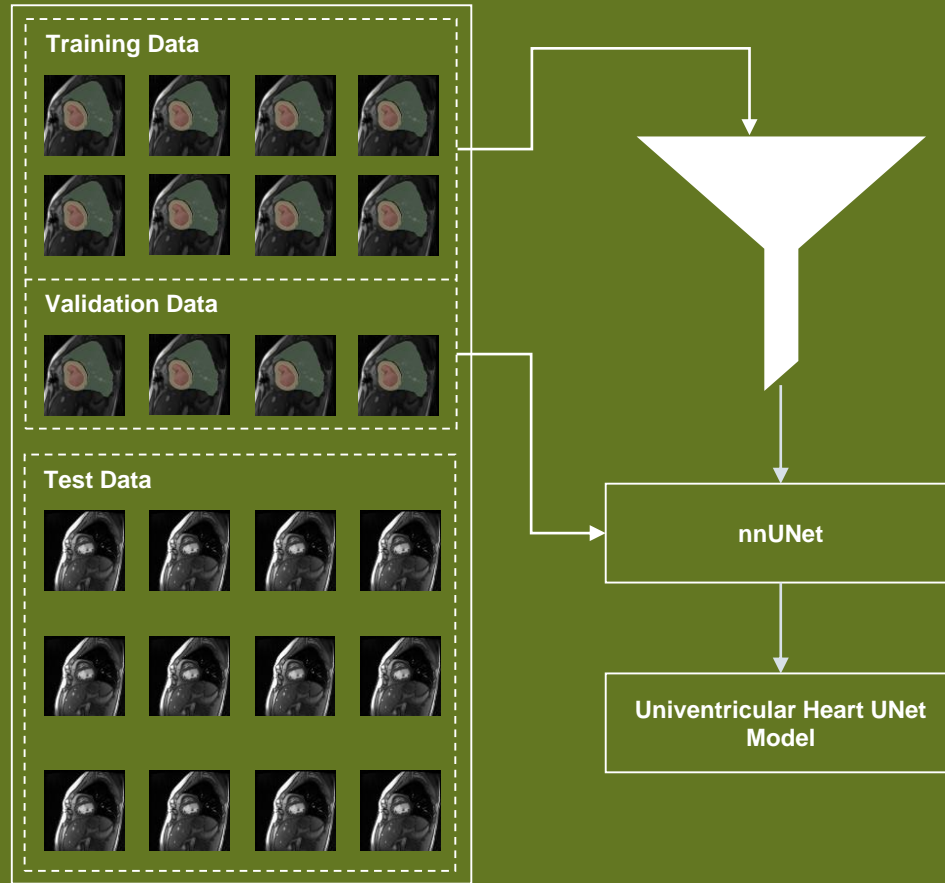 Training Data
Validation Data
Test Data
nnUNet
Univentricular Heart UNet
Model